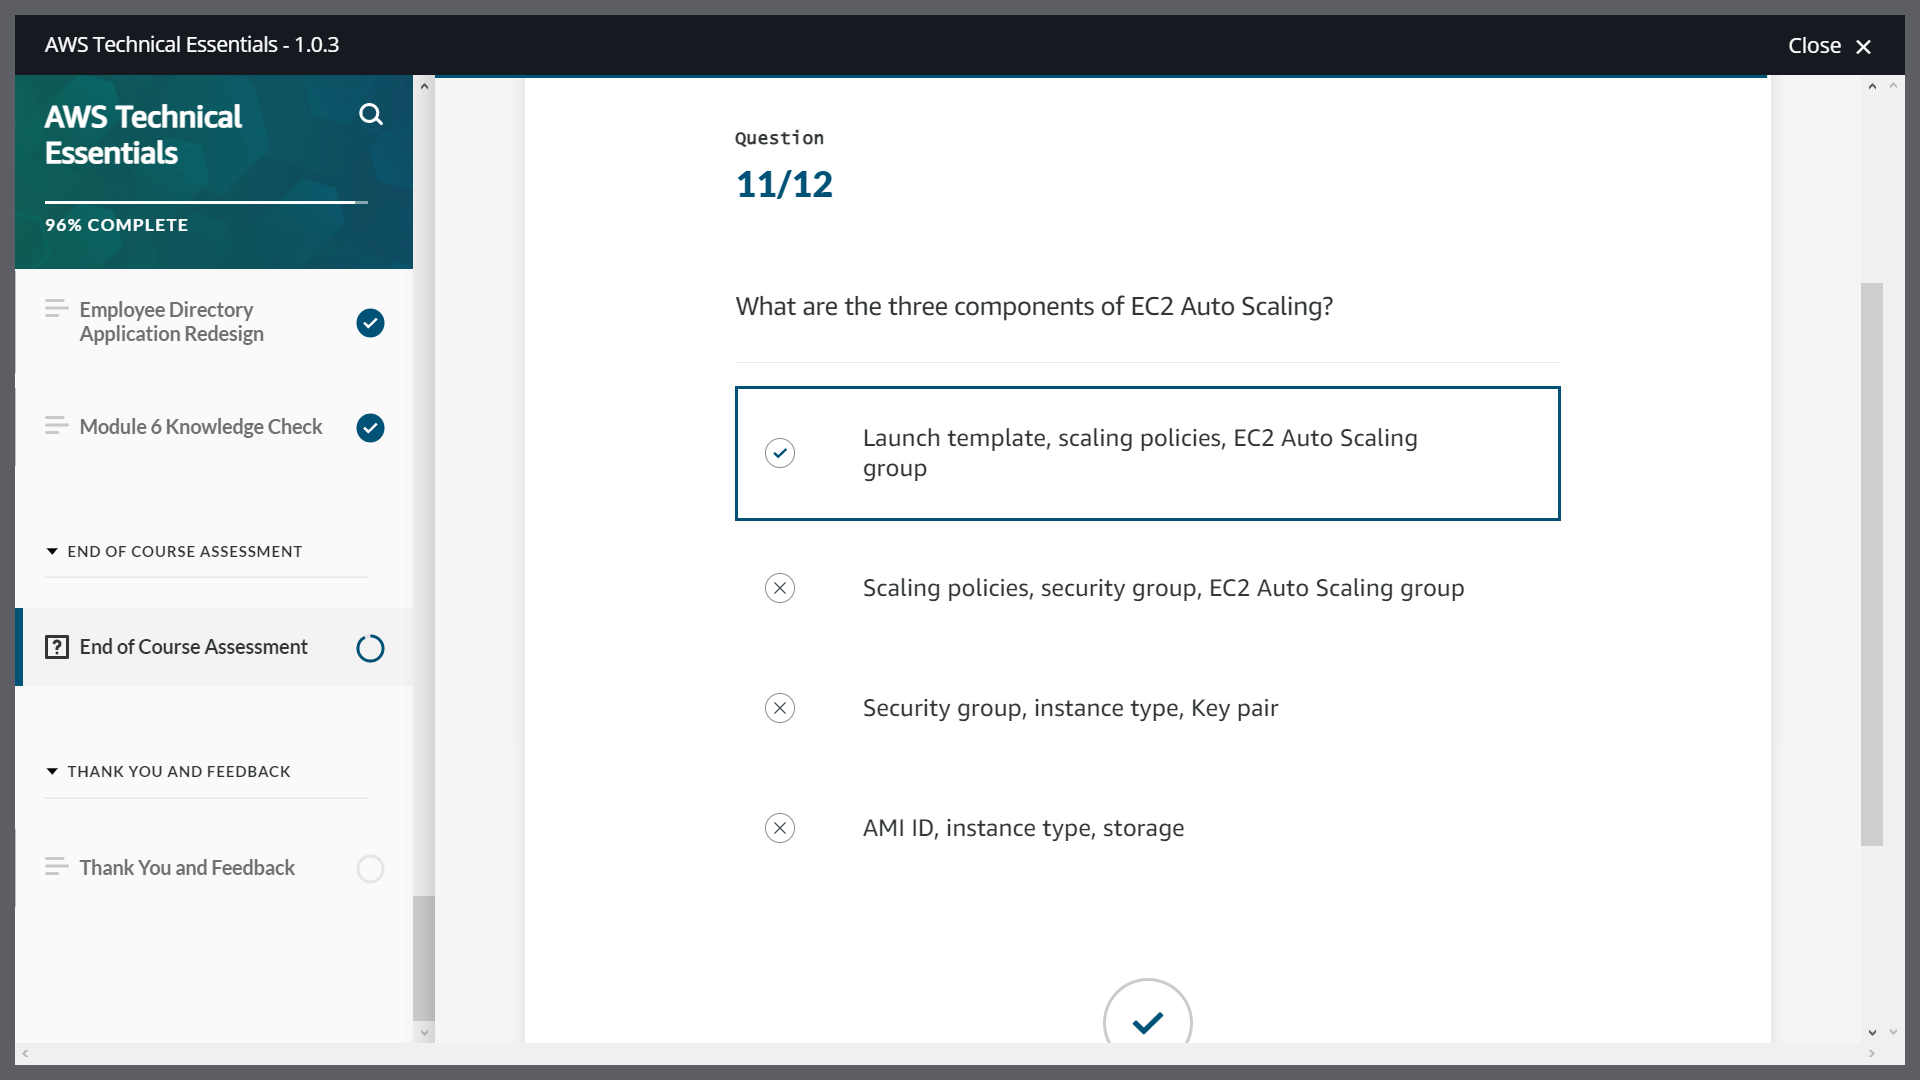 AWS Technical Essentials - 1.0.3
Close
AWS Technical
Essentials
96% COMPLETE
Employee Directory
Application Redesign
Module 6 Knowledge Check
END OF COURSE ASSESSMENT
End of Course Assessment
THANK YOU AND FEEDBACK
Thank You and Feedback
Question
11/12
What are the three components of EC2 Auto Scaling?
Launch template, scaling policies, EC2 Auto Scaling
group
Scaling policies, security group, EC2 Auto Scaling group
Security group, instance type, Key pair
AMI ID, instance type, storage